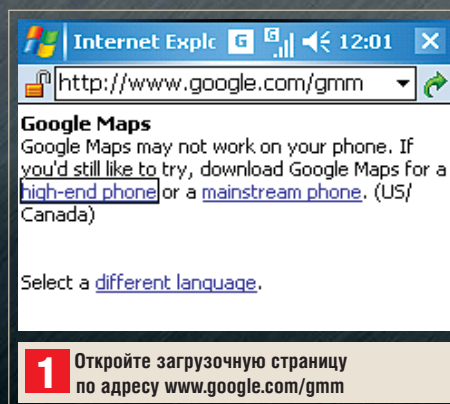 Internet Explc G G 12:01
http://www.google.com/gmm
Google Maps
Google Maps may not work on your phone. If
you'd still like to try, download Google Maps for a
high-end phone or a mainstream phone. (US/
Canada)
Select a different language.
1 Откройте загрузочную страницу
по адресу www.google.com/gmm